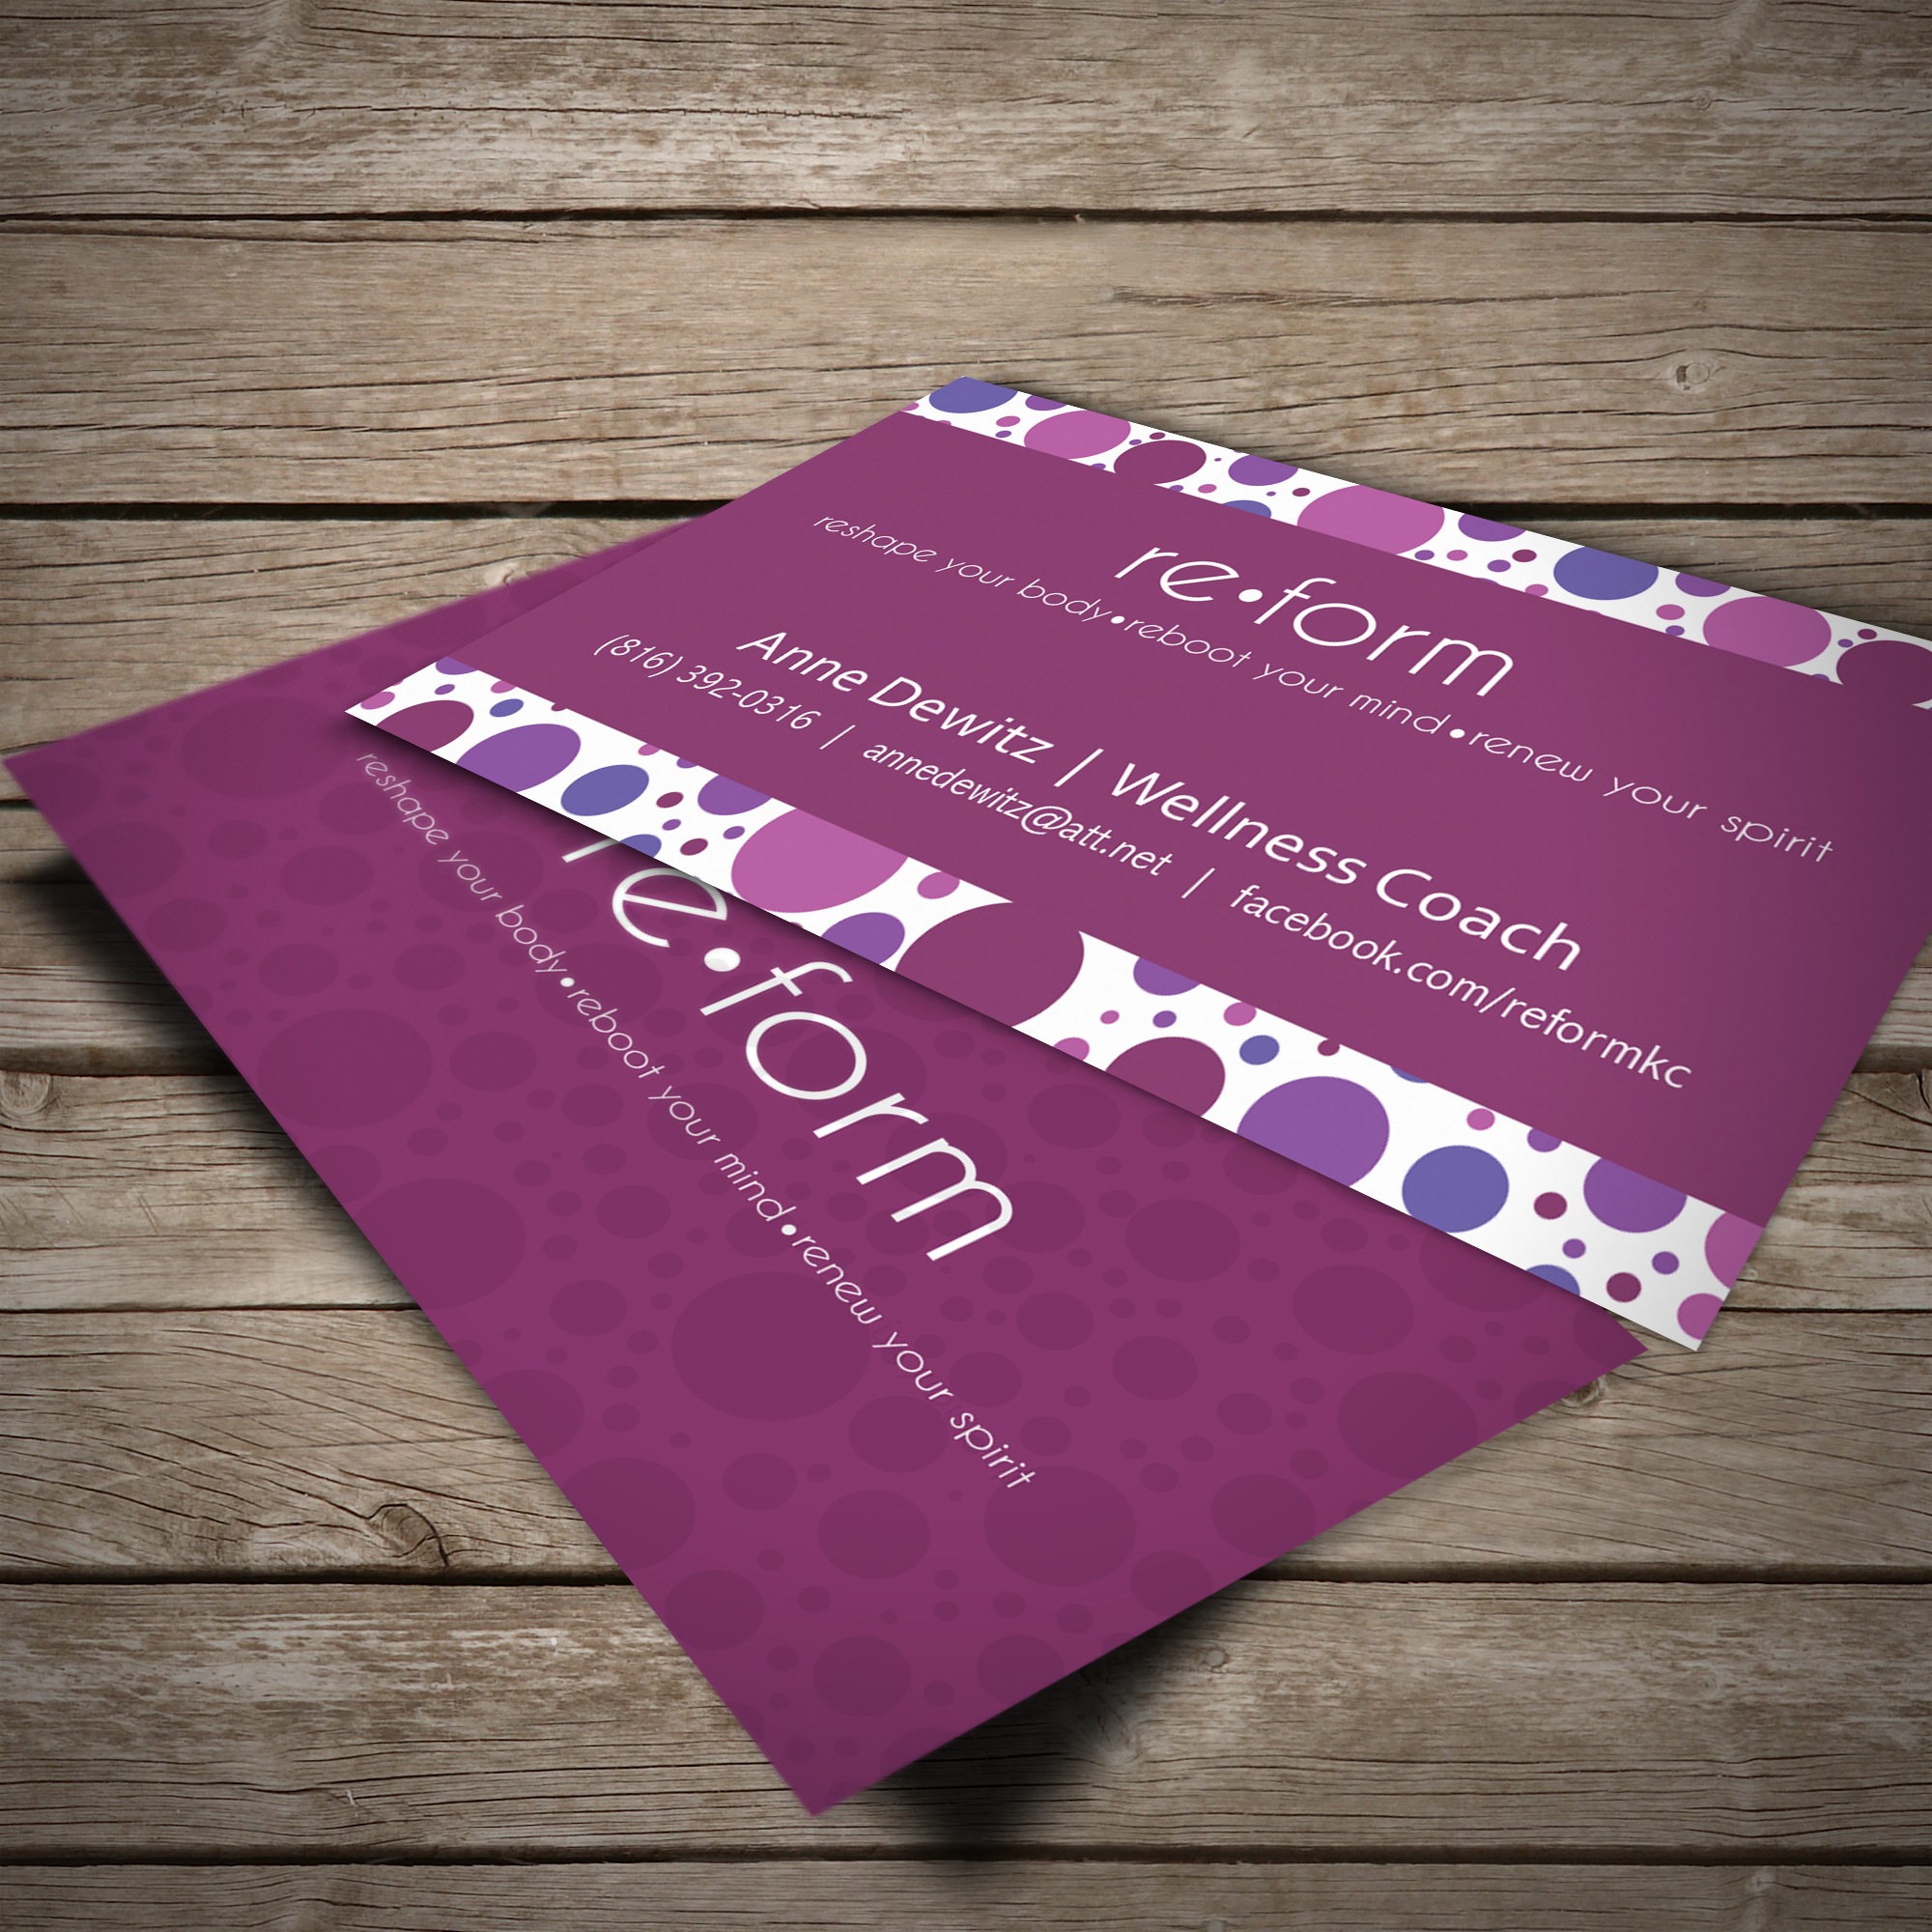 re•form
reshape your body•reboot your mind•renew your spirit
Anne Dewitz | Wellness Coach
(816) 392-0316 | annedewitz@att.net | facebook.com/reformkc
re•form
reshape your body•reboot your mind•renew your spirit